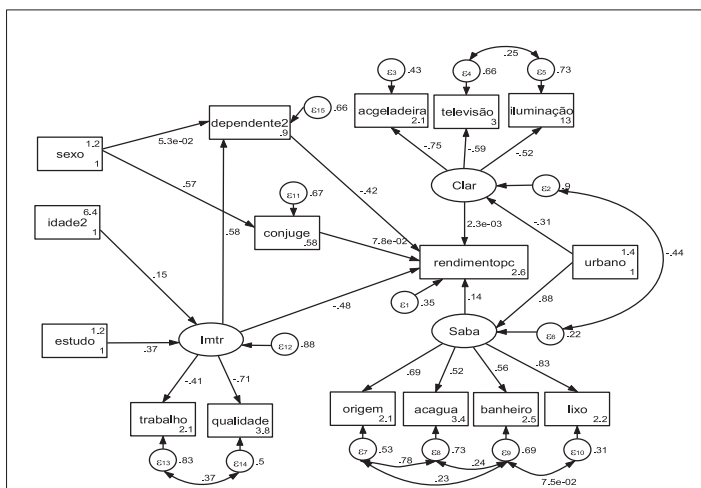 .25
ε3 .43
ε4 .66
ε5 .73
acgeladeira 2.1
televisão 3
iluminação 13
dependente2 .9
ε15 .66
1.2
sexo
1
5.3e-02
-.75
-.59
-.52
.57
ε11 .67
-.42
Clar
ε2 .9
6.4
idade2
1
conjuge
.58
.58
7.8e-02
2.3e-03
-.31
-.44
rendimentopc
2.6
1.4
urbano
1
.15
-.48
ε1 .35
.14
.88
1.2
estudo
1
.37
Imtr
ε12 .88
Saba
ε6 .22
-.41
-.71
.69
.52
.56
.83
trabalho
2.1
qualidade
3.8
origem
2.1
acagua
3.4
banheiro
2.5
lixo
2.2
ε13 .83
ε14 .5
.37
ε7 .53
ε8 .73
ε9 .69
ε10 .31
.78
.24
.23
7.5e-02